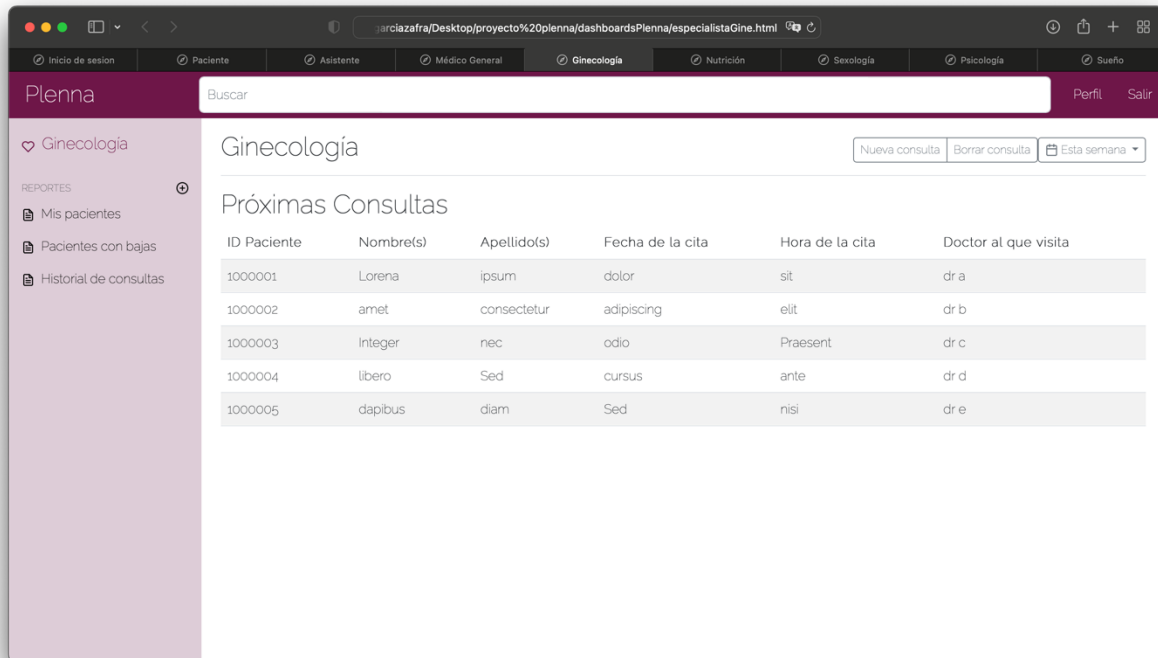 garciazafra/Desktop/proyecto%20plenna/dashboardsPlenna/especialistaGine.html
Inicio de sesion Paciente Asistente Médico General Ginecología Nutrición Sexología Psicología Sueño
Plenna Buscar Perfil Salir
Ginecología
REPORTES
Mis pacientes
Pacientes con bajas
Historial de consultas
Ginecología Nueva consulta Borrar consulta Esta semana
Próximas Consultas
ID Paciente Nombre(s) Apellido(s) Fecha de la cita Hora de la cita Doctor al que visita
1000001 Lorena ipsum dolor sit dr a
1000002 amet consectetur adipiscing elit dr b
1000003 Integer nec odio Praesent dr c
1000004 libero Sed cursus ante dr d
1000005 dapibus diam Sed nisi dr e